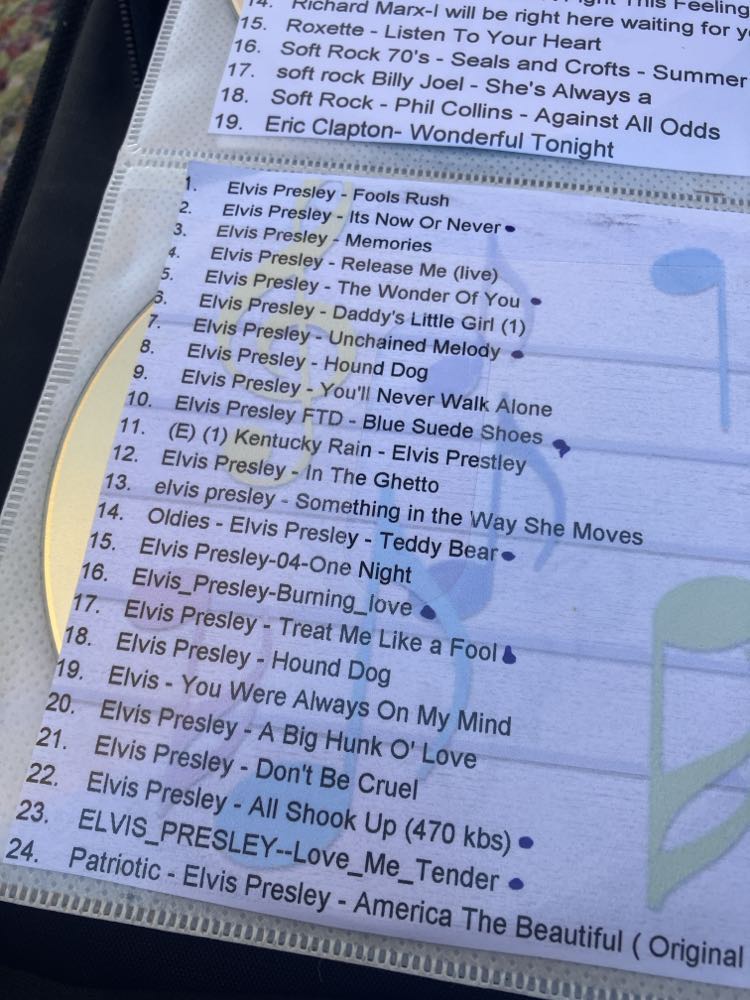 This Feeling
14. Richard Marx-I will be right here waiting for
15. Roxette - Listen To Your Heart
16. Soft Rock 70's - Seals and Crofts - Summer
17. soft rock Billy Joel - She's Always a
18. Soft Rock - Phil Collins - Against All Odds
19. Eric Clapton- Wonderful Tonight
1. Elvis Presley - Fools Rush
2. Elvis Presley - Its Now Or Never
3. Elvis Presley - Memories
4. Elvis Presley - Release Me (live)
5. Elvis Presley - The Wonder Of You
6. Elvis Presley - Daddy's Little Girl (1)
7. Elvis Presley - Unchained Melody
8. Elvis Presley - Hound Dog
9. Elvis Presley - You'll Never Walk Alone
10. Elvis Presley FTD - Blue Suede Shoes
11. (E) (1) Kentucky Rain - Elvis Prestley
12. Elvis Presley - In The Ghetto
13. elvis presley - Something in the Way She Moves
14. Oldies - Elvis Presley - Teddy Bear
15. Elvis Presley-04-One Night
16. Elvis_Presley-Burning_love
17. Elvis Presley - Treat Me Like a Fool
18. Elvis Presley - Hound Dog
19. Elvis - You Were Always On My Mind
20. Elvis Presley - A Big Hunk O' Love
21. Elvis Presley - Don't Be Cruel
22. Elvis Presley - All Shook Up (470 kbs)
23. ELVIS_PRESLEY--Love_Me_Tender
24. Patriotic - Elvis Presley - America The Beautiful ( Original